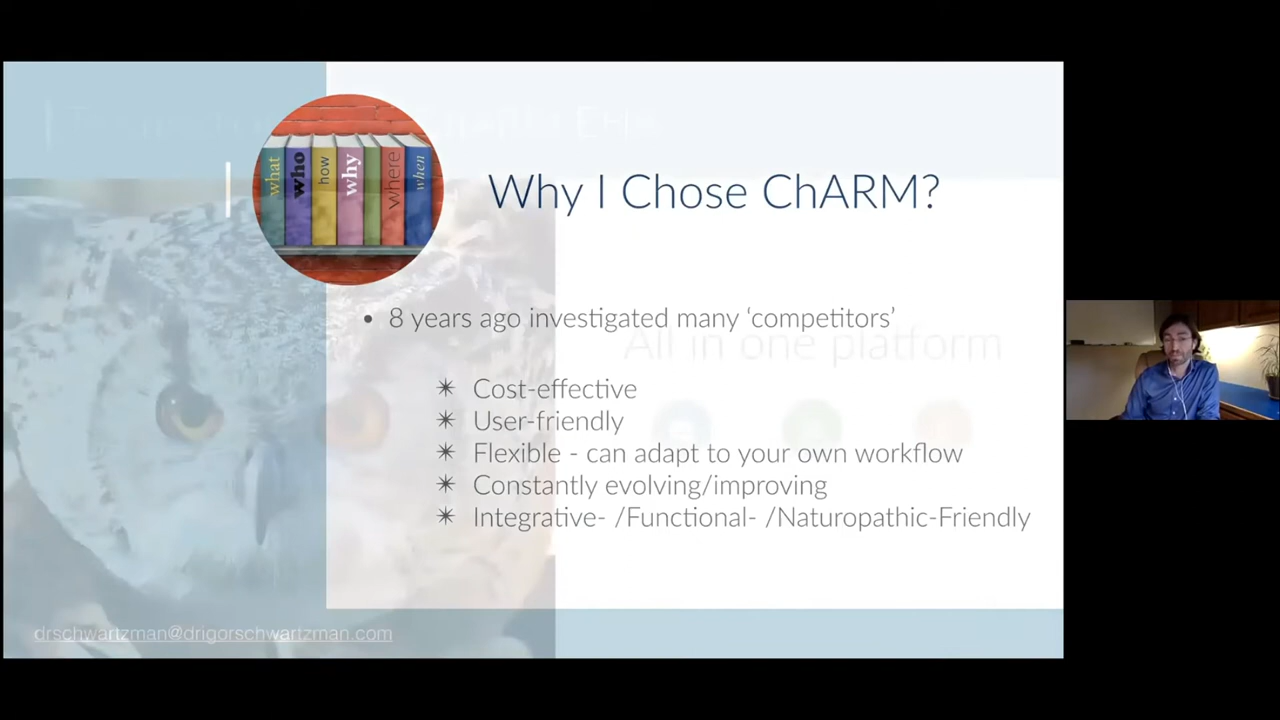 what
who
how
why
where
when
Why I Chose ChARM?
• 8 years ago investigated many ‘competitors’
All in one platform
✴ Cost-effective
✴ User-friendly
✴ Flexible - can adapt to your own workflow
✴ Constantly evolving/improving
✴ Integrative- /Functional- /Naturopathic-Friendly
drschwartzman@drigorschwartzman.com